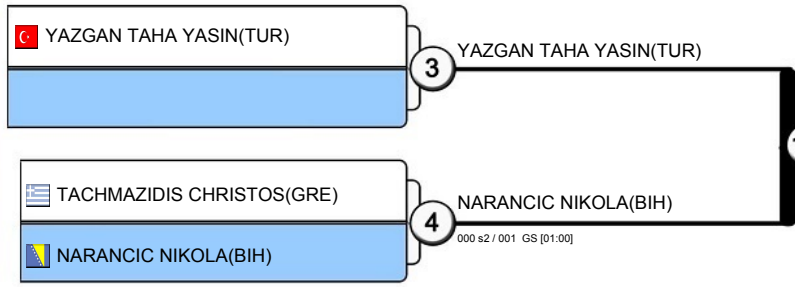 YAZGAN TAHA YASIN(TUR)
3
YAZGAN TAHA YASIN(TUR)
TACHMAZIDIS CHRISTOS(GRE)
NARANCIC NIKOLA(BIH)
4
NARANCIC NIKOLA(BIH)
000 s2 / 001 GS [01:00]